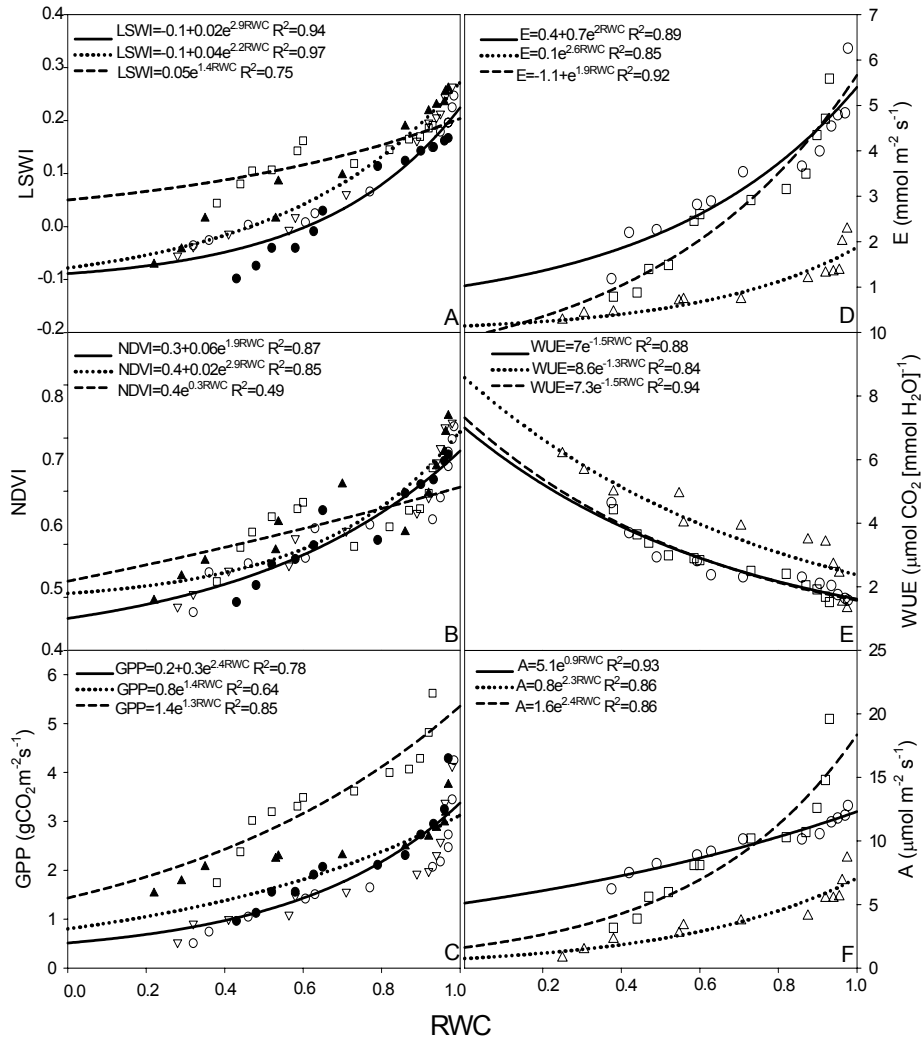 0.4
0.3
0.2
0.1
0.0
-0.1
-0.2
LSWI
LSWI=-0.1+0.02e^2.9RWC R²=0.94
LSWI=-0.1+0.04e^2.2RWC R²=0.97
LSWI=0.05e^1.4RWC R²=0.75
A
E=0.4+0.7e^2RWC R²=0.89
E=0.1e^2.6RWC R²=0.85
E=-1.1+e^1.9RWC R²=0.92
D
7
6
5
4
3
2
1
E (mmol m⁻² s⁻¹)
0.8
0.7
0.6
0.5
0.4
NDVI
NDVI=0.3+0.06e^1.9RWC R²=0.87
NDVI=0.4+0.02e^2.9RWC R²=0.85
NDVI=0.4e^0.3RWC R²=0.49
B
WUE=7e^-1.5RWC R²=0.88
WUE=8.6e^-1.3RWC R²=0.84
WUE=7.3e^-1.5RWC R²=0.94
E
10
8
6
4
2
WUE (μmol CO₂ [mmol H₂O]⁻¹)
6
5
4
3
2
1
0
GPP (gCO₂m⁻²s⁻¹)
GPP=0.2+0.3e^2.4RWC R²=0.78
GPP=0.8e^1.4RWC R²=0.64
GPP=1.4e^1.3RWC R²=0.85
C
A=5.1e^0.9RWC R²=0.93
A=0.8e^2.3RWC R²=0.86
A=1.6e^2.4RWC R²=0.86
F
25
20
15
10
5
0
A (μmol m⁻² s⁻¹)
0.0 0.2 0.4 0.6 0.8 1.0
0.2 0.4 0.6 0.8 1.0
RWC